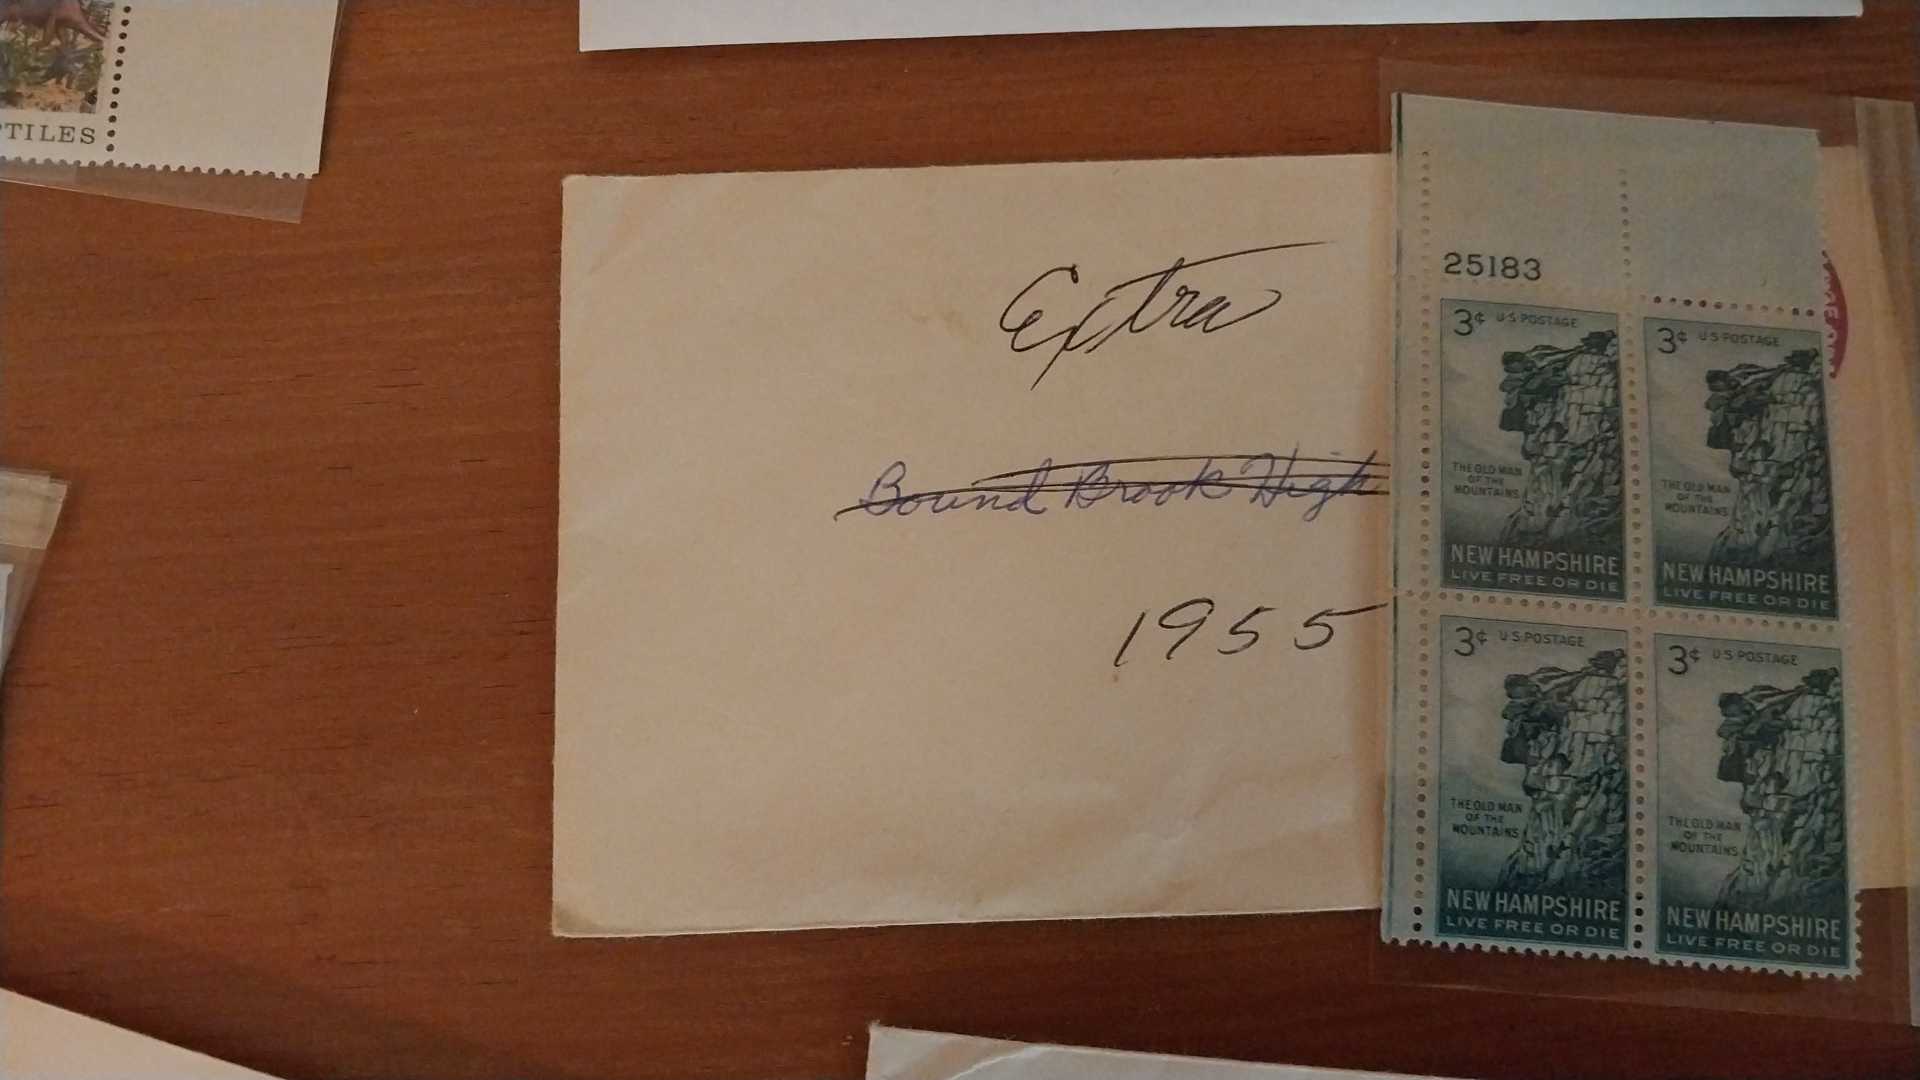 PTILES
Extra
Bound Brook High
1955
25183
3¢ U.S. POSTAGE
THE OLD MAN
OF THE
MOUNTAINS
NEW HAMPSHIRE
LIVE FREE OR DIE
3¢ U.S. POSTAGE
THE OLD MAN
OF THE
MOUNTAINS
NEW HAMPSHIRE
LIVE FREE OR DIE
3¢ U.S. POSTAGE
THE OLD MAN
OF THE
MOUNTAINS
NEW HAMPSHIRE
LIVE FREE OR DIE
3¢ U.S. POSTAGE
THE OLD MAN
OF THE
MOUNTAINS
NEW HAMPSHIRE
LIVE FREE OR DIE